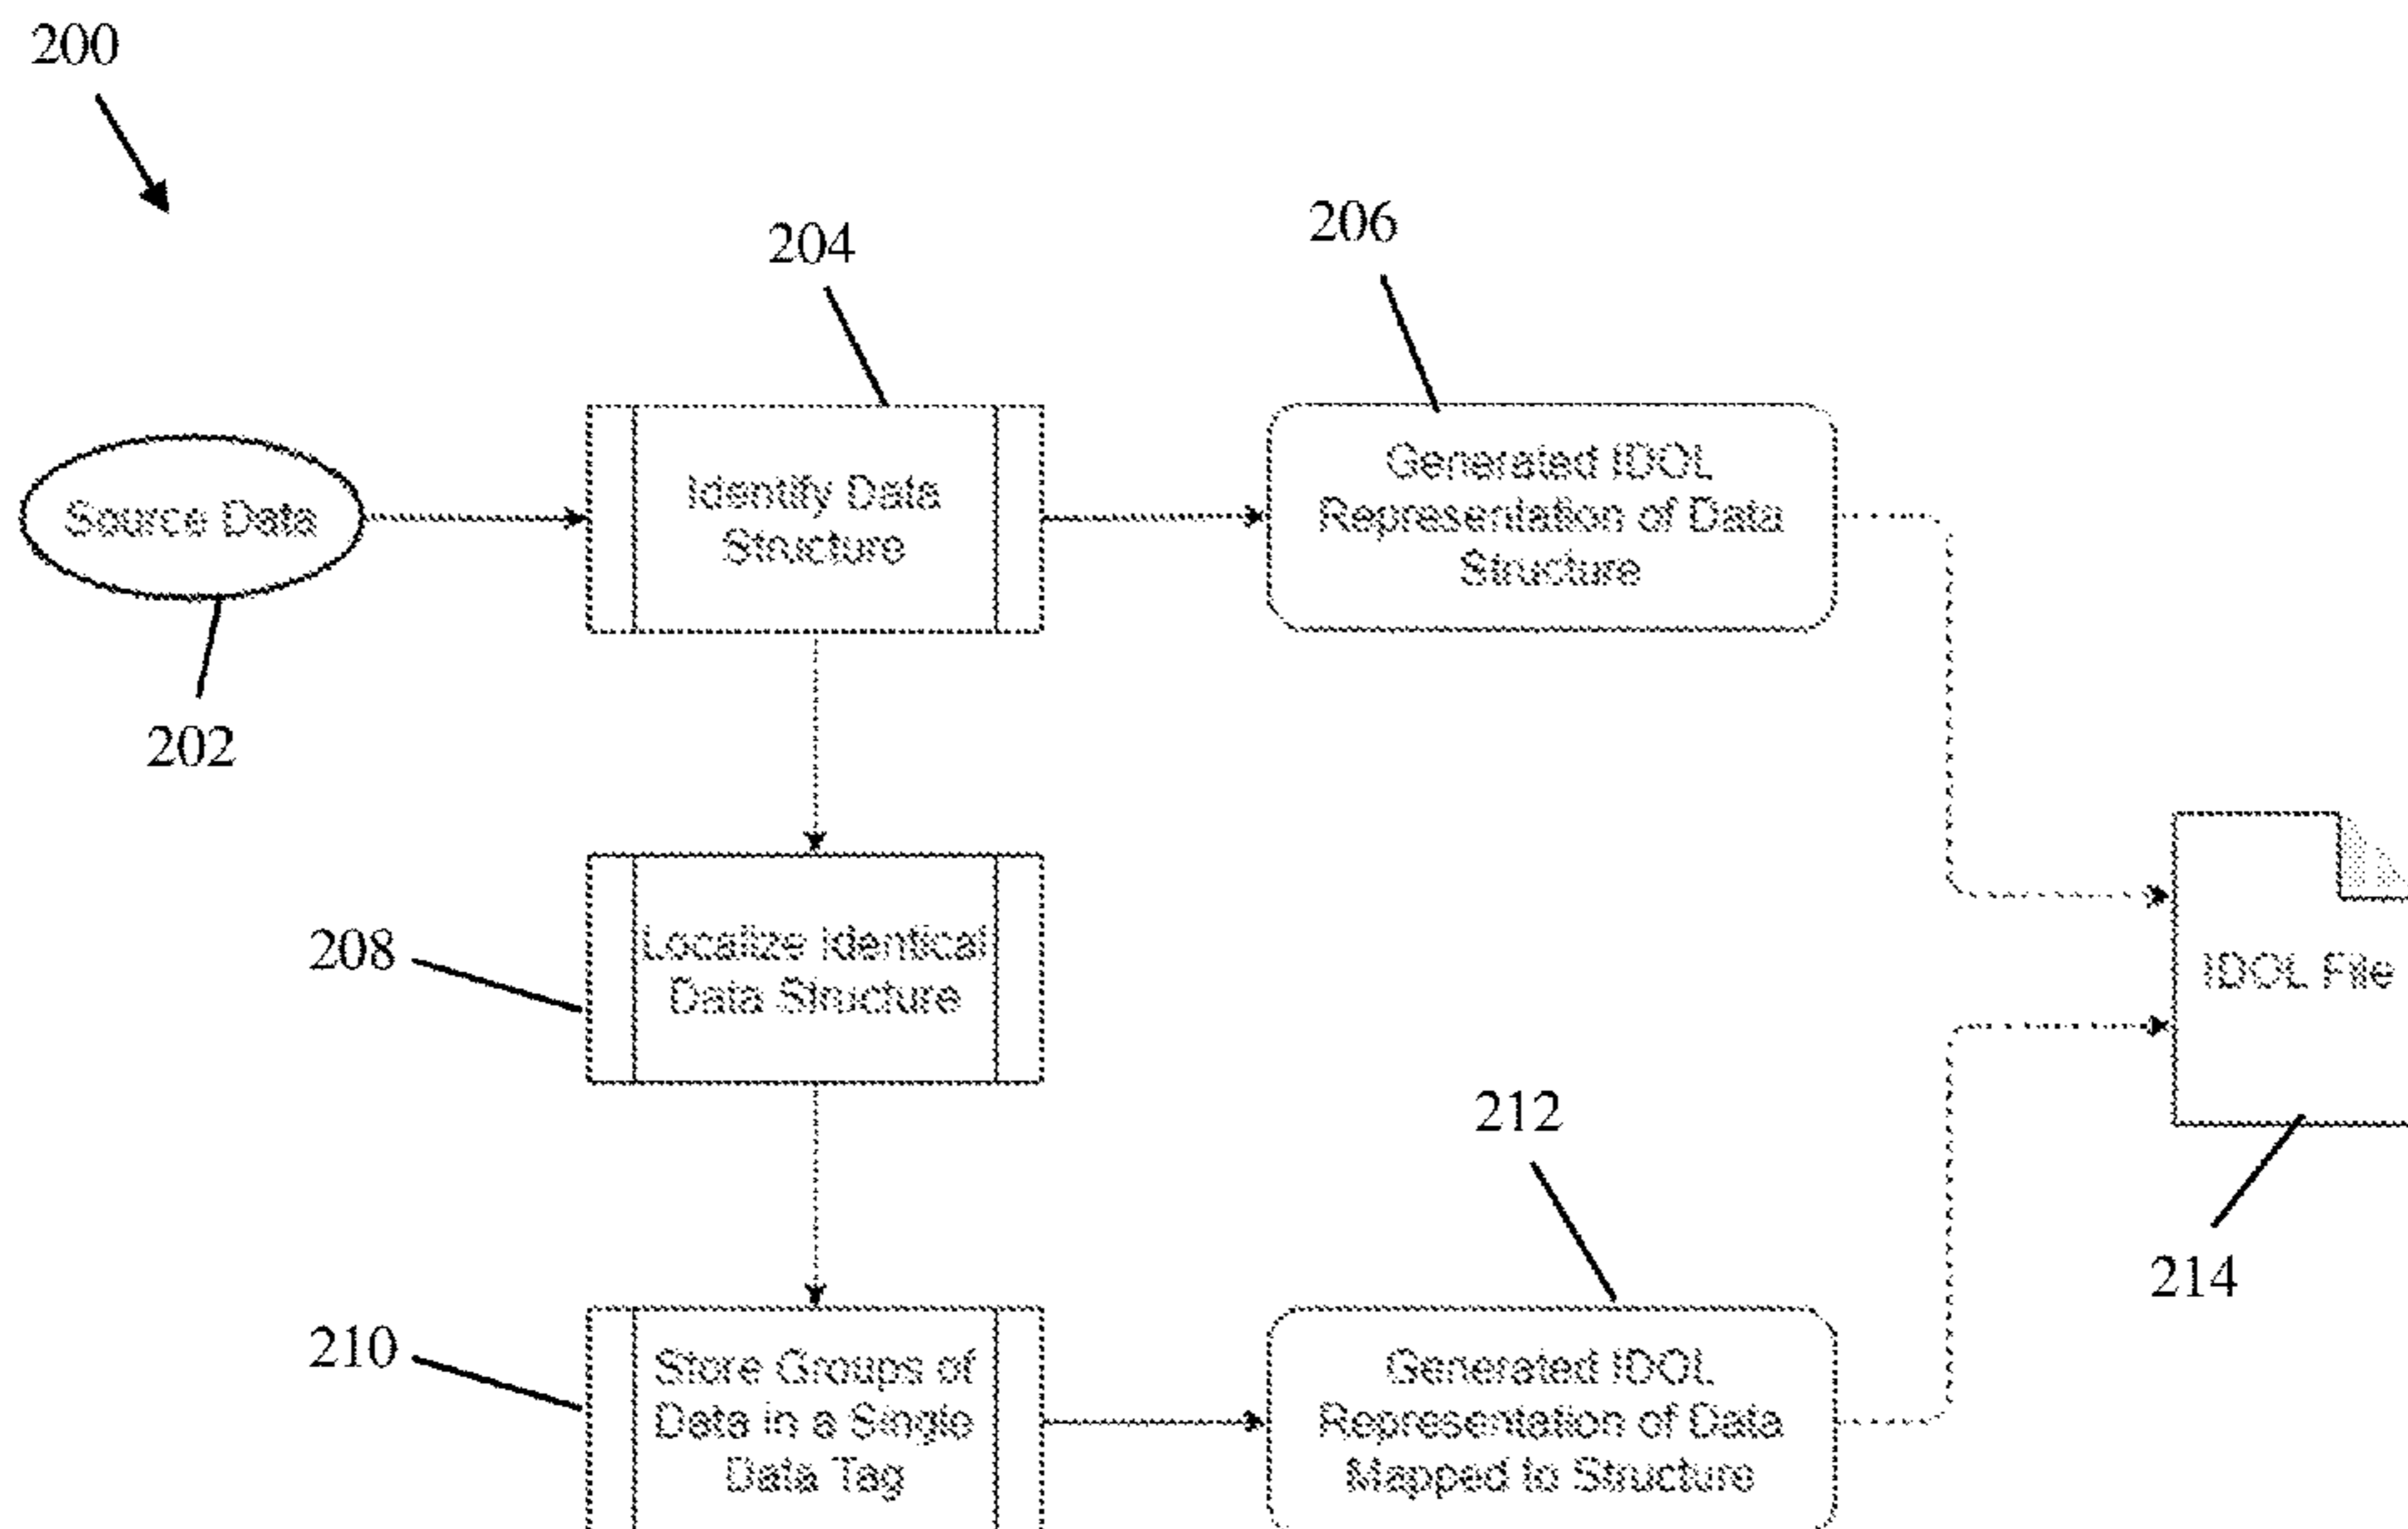 200
204
206
Source Data
Identify Data
Structure
Generated IDOL
Representation of Data
Structure
202
208
Localize Identical
Data Structure
IDOL File
212
214
210
Store Groups of
Data in a Single
Data Tag
Generated IDOL
Representation of Data
Mapped to Structure